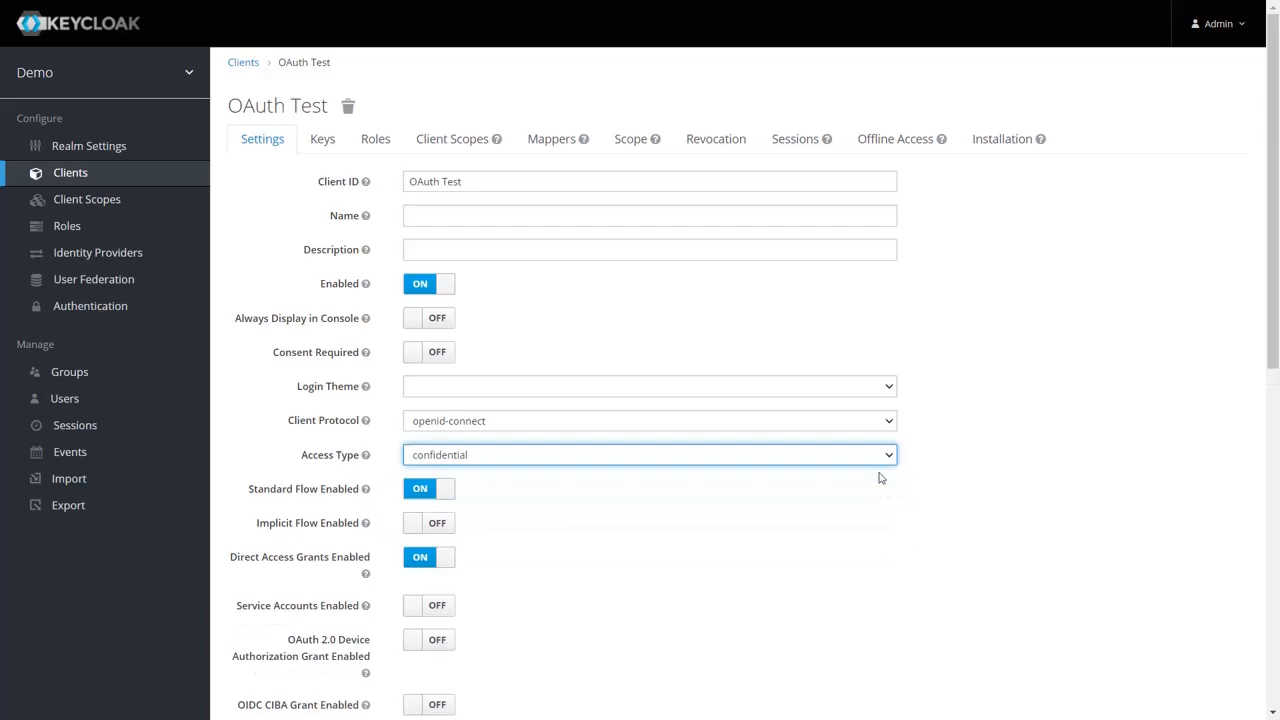 KEYCLOAK
Admin
Demo
Configure
Realm Settings
Clients
Client Scopes
Roles
Identity Providers
User Federation
Authentication
Manage
Groups
Users
Sessions
Events
Import
Export
Clients › OAuth Test
OAuth Test
Settings Keys Roles Client Scopes Mappers Scope Revocation Sessions Offline Access Installation
Client ID OAuth Test
Name
Description
Enabled ON
Always Display in Console OFF
Consent Required OFF
Login Theme
Client Protocol openid-connect
Access Type confidential
Standard Flow Enabled ON
Implicit Flow Enabled OFF
Direct Access Grants Enabled ON
Service Accounts Enabled OFF
OAuth 2.0 Device OFF
Authorization Grant Enabled
OIDC CIBA Grant Enabled OFF